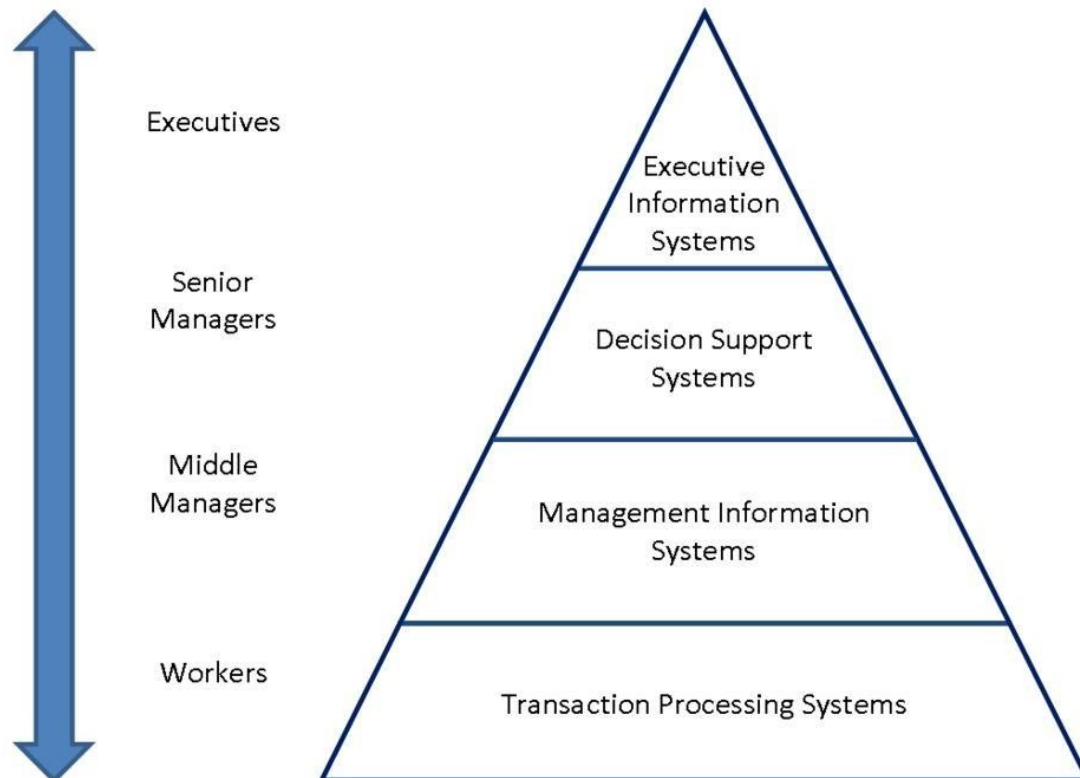 Executives
Executive
Information
Systems
Senior
Managers
Decision Support
Systems
Middle
Managers
Management Information
Systems
Workers
Transaction Processing Systems